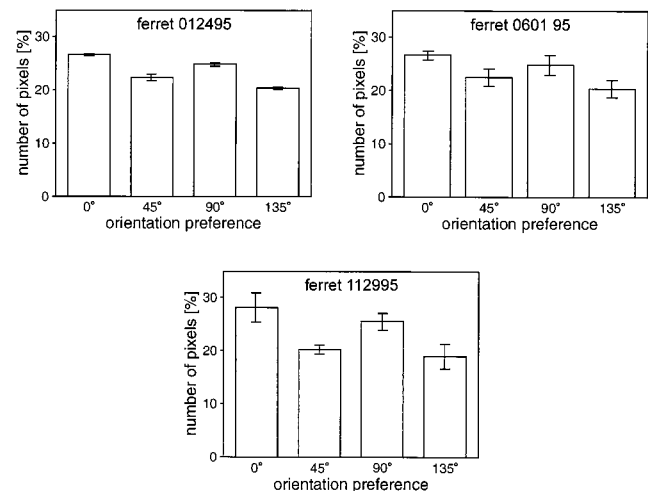 ferret 012495
number of pixels [%]
30
20
10
0
0° 45° 90° 135°
orientation preference
ferret 0601 95
number of pixels [%]
30
20
10
0
0° 45° 90° 135°
orientation preference
ferret 112995
number of pixels [%]
30
20
10
0
0° 45° 90° 135°
orientation preference